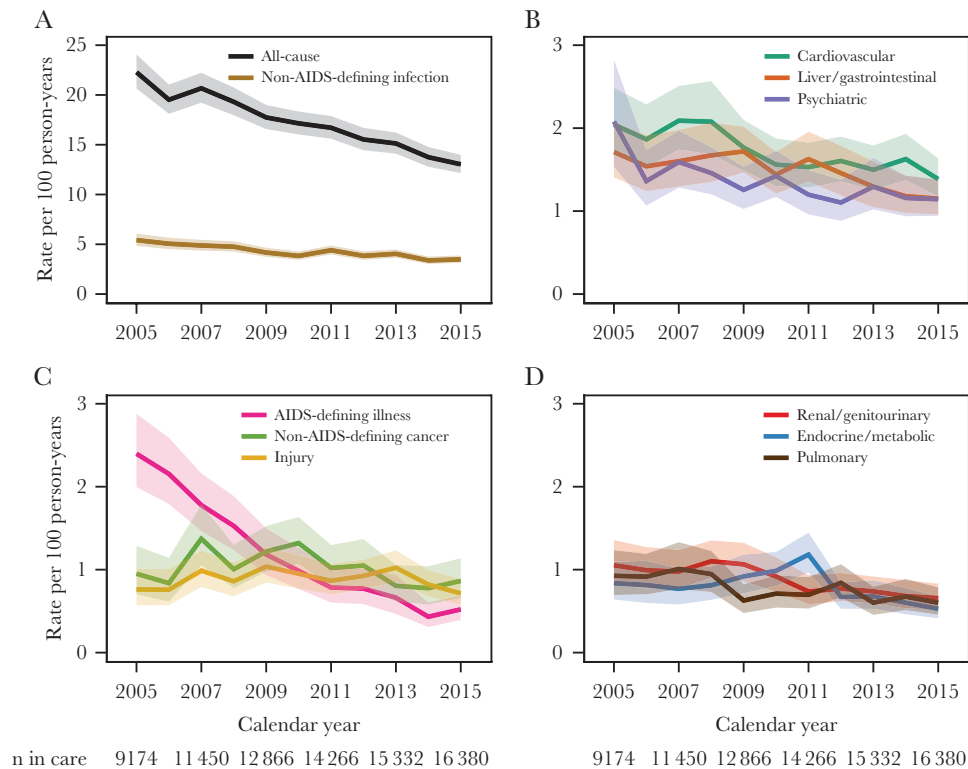 A
Rate per 100 person-years
25
20
15
10
5
0
All-cause
Non-AIDS-defining infection
2005 2007 2009 2011 2013 2015
B
3
2
1
0
Cardiovascular
Liver/gastrointestinal
Psychiatric
2005 2007 2009 2011 2013 2015
C
Rate per 100 person-years
3
2
1
0
AIDS-defining illness
Non-AIDS-defining cancer
Injury
2005 2007 2009 2011 2013 2015
Calendar year
D
3
2
1
0
Renal/genitourinary
Endocrine/metabolic
Pulmonary
2005 2007 2009 2011 2013 2015
Calendar year
n in care 9174 11 450 12 866 14 266 15 332 16 380 9174 11 450 12 866 14 266 15 332 16 380